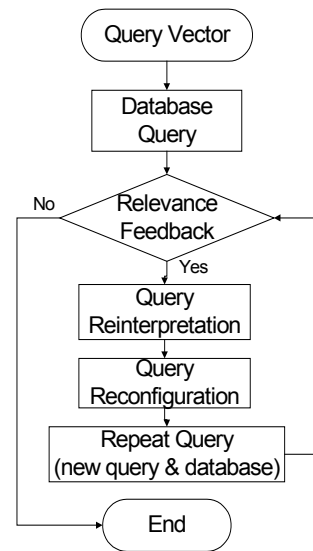 Query Vector
Database
Query
No
Relevance
Feedback
Yes
Query
Reinterpretation
Query
Reconfiguration
Repeat Query
(new query & database)
End